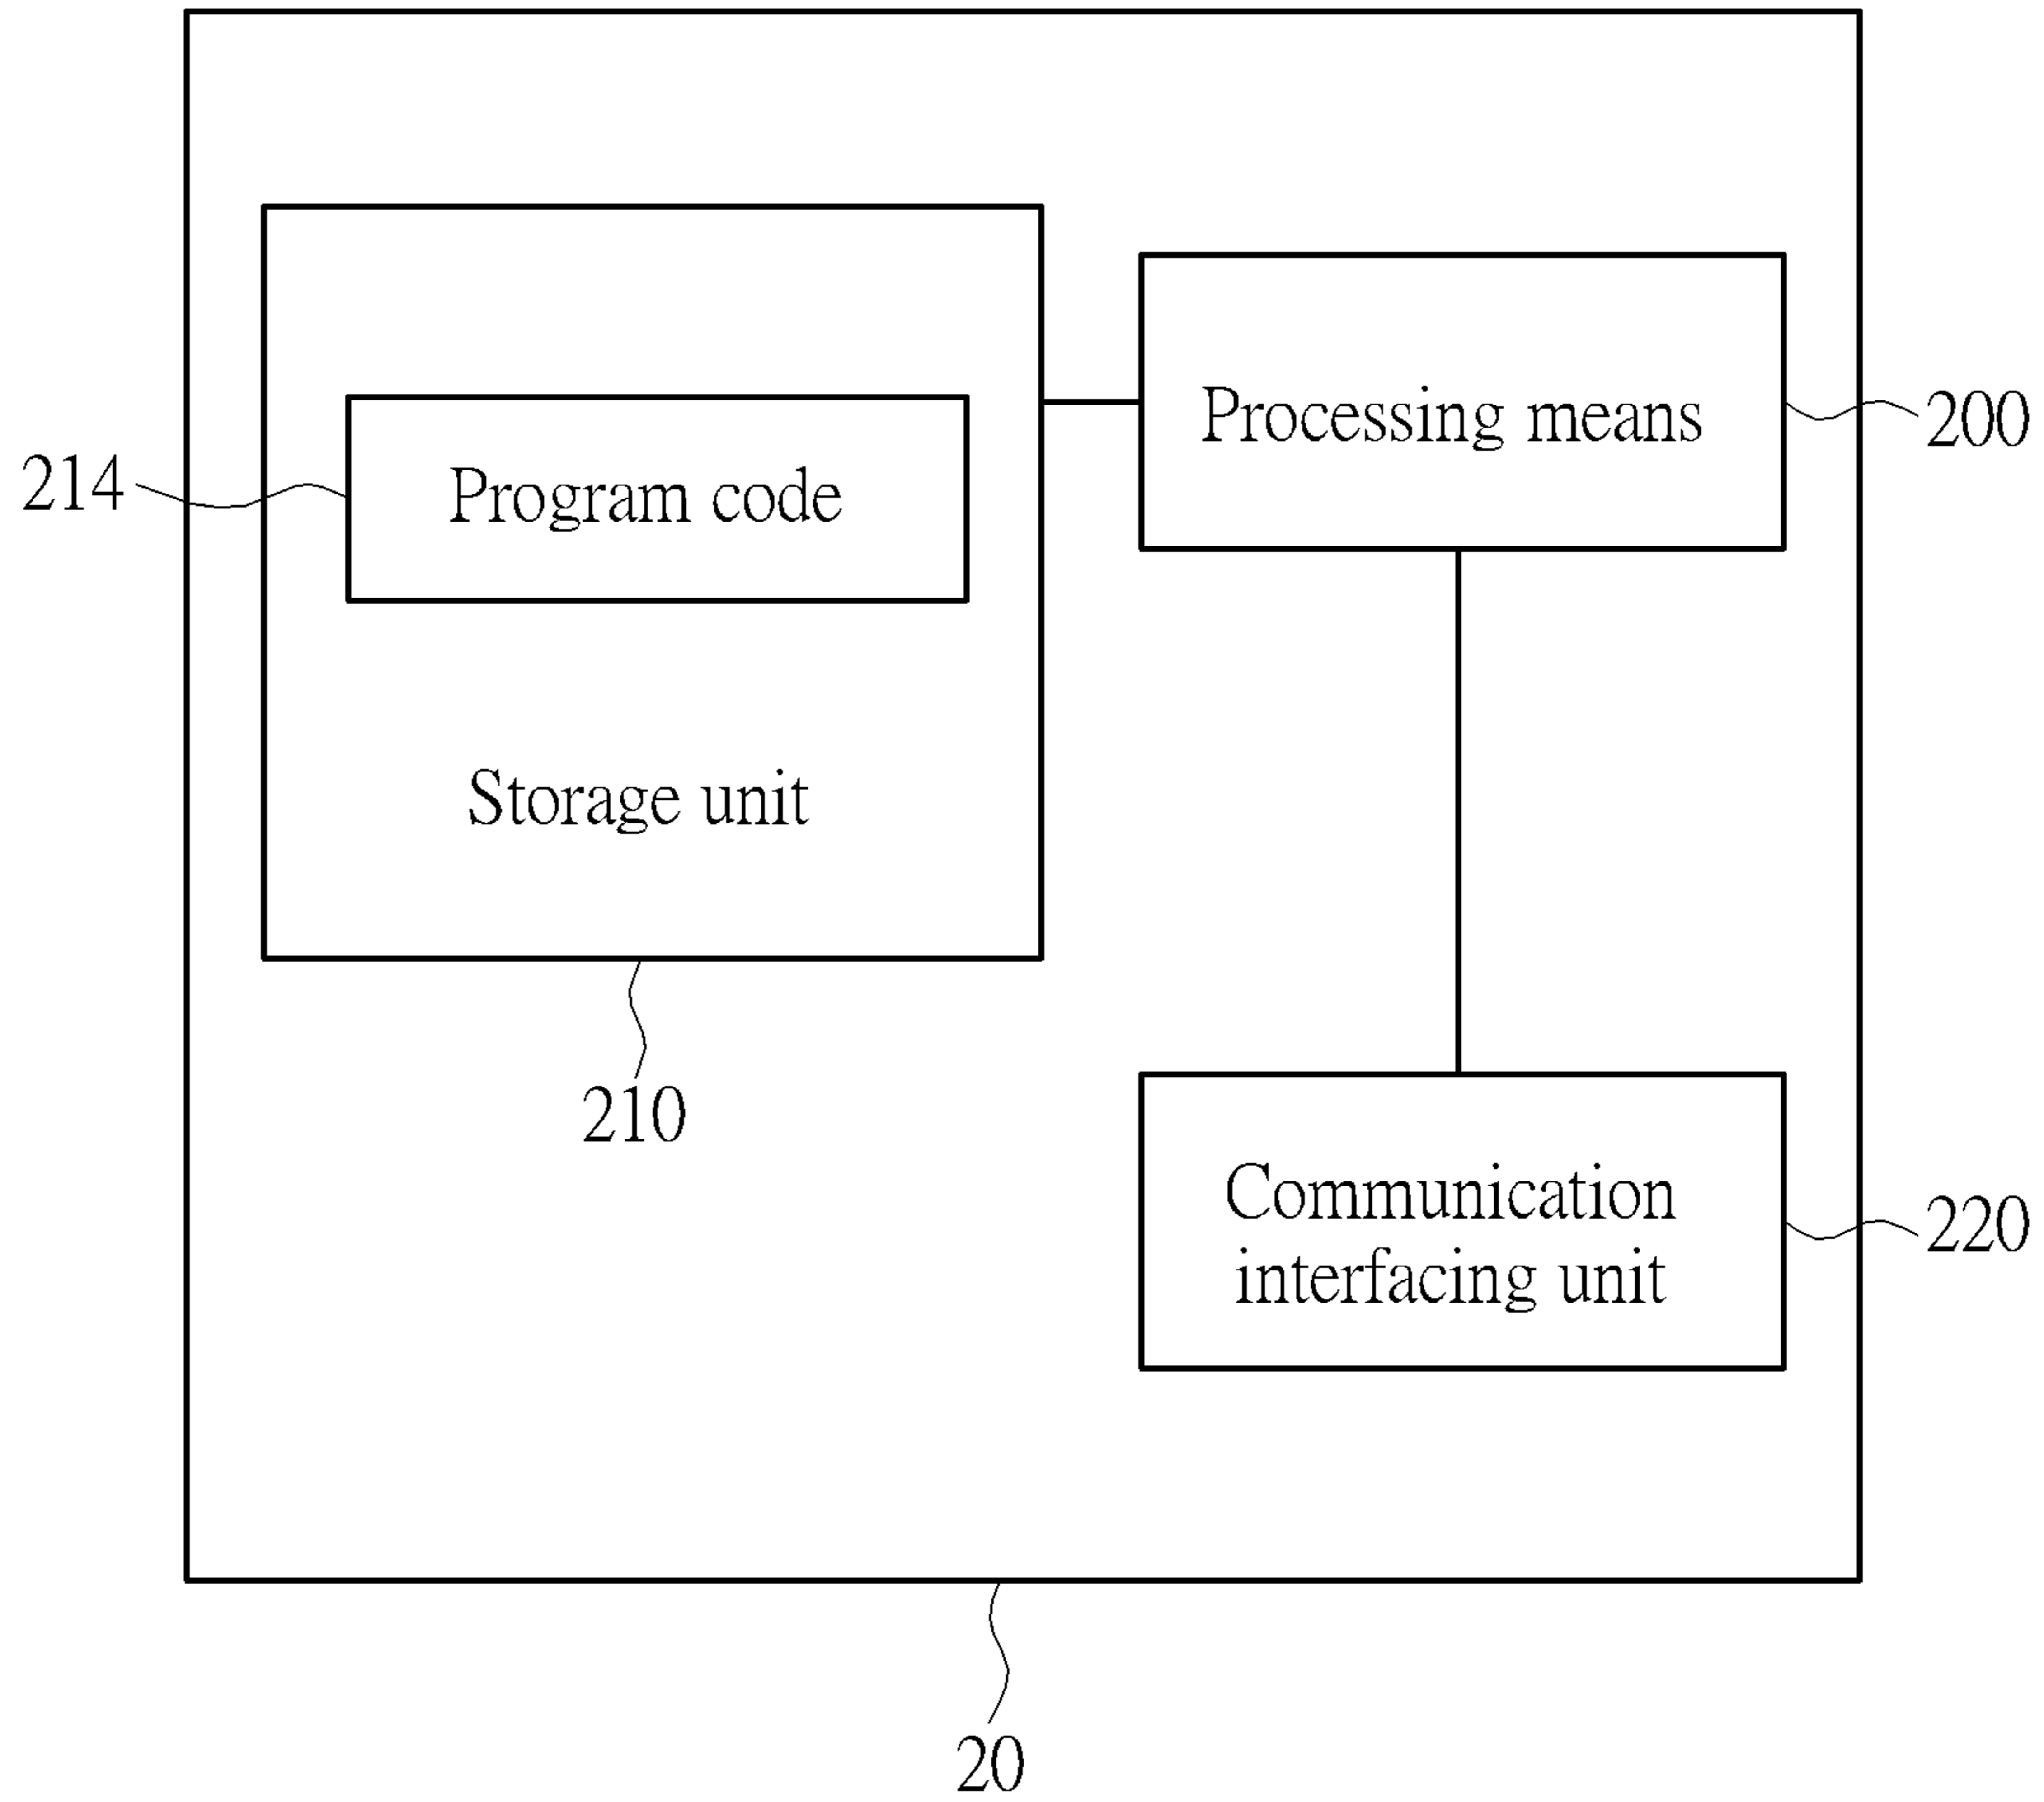 Processing means
200
214
Program code
Storage unit
210
Communication
interfacing unit
220
20